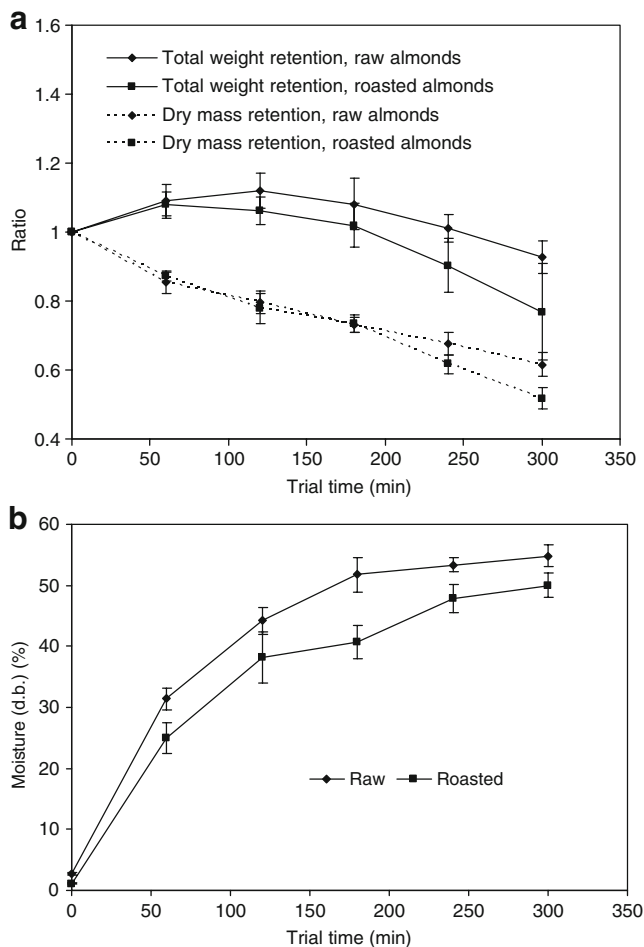 a
1.6
Total weight retention, raw almonds
Total weight retention, roasted almonds
Dry mass retention, raw almonds
Dry mass retention, roasted almonds
1.4
1.2
1
0.8
0.6
0.4
Ratio
0 50 100 150 200 250 300 350
Trial time (min)
b
60
50
40
30
20
10
0
Moisture (d.b.) (%)
Raw Roasted
0 50 100 150 200 250 300 350
Trial time (min)